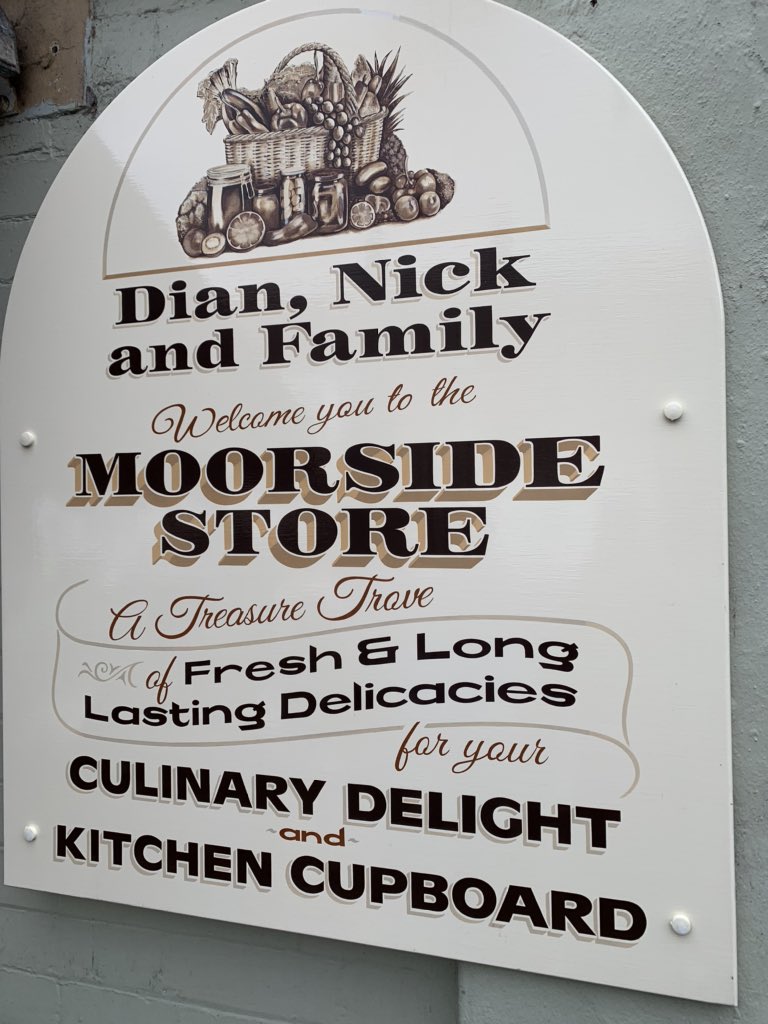 Dian, Nick
and Family
Welcome you to the
MOORSIDE
STORE
A Treasure Trove
of Fresh & Long
Lasting Delicacies
for your
CULINARY DELIGHT
-and-
KITCHEN CUPBOARD